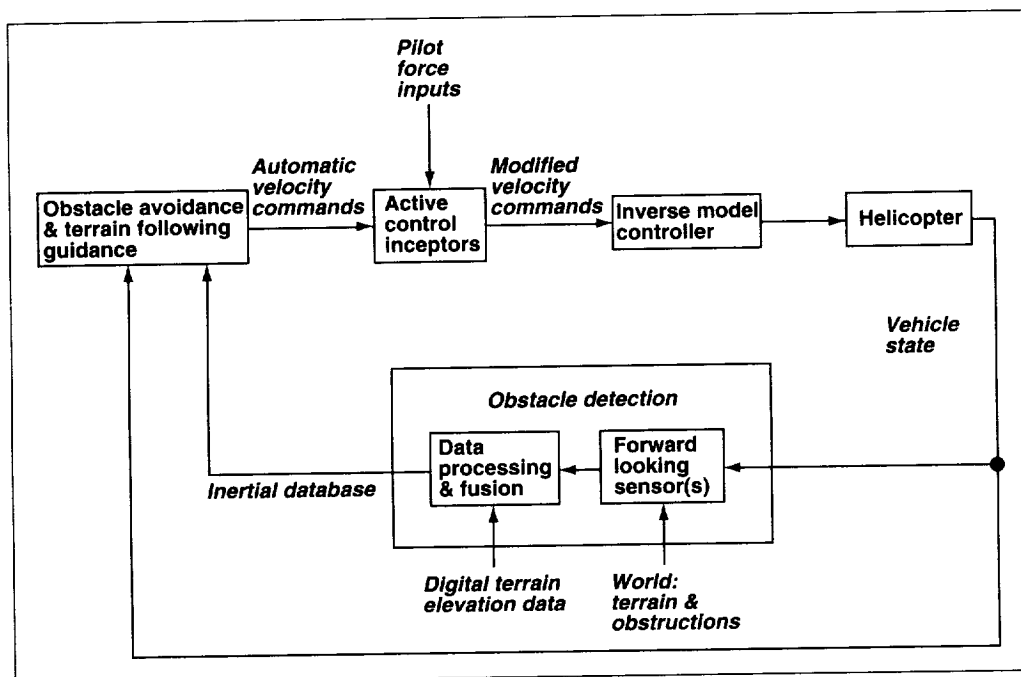 Pilot
force
inputs
Automatic
velocity
commands
Modified
velocity
commands
Obstacle avoidance
& terrain following
guidance
Active
control
inceptors
Inverse model
controller
Helicopter
Vehicle
state
Obstacle detection
Data
processing
& fusion
Forward
looking
sensor(s)
Inertial database
Digital terrain
elevation data
World:
terrain &
obstructions